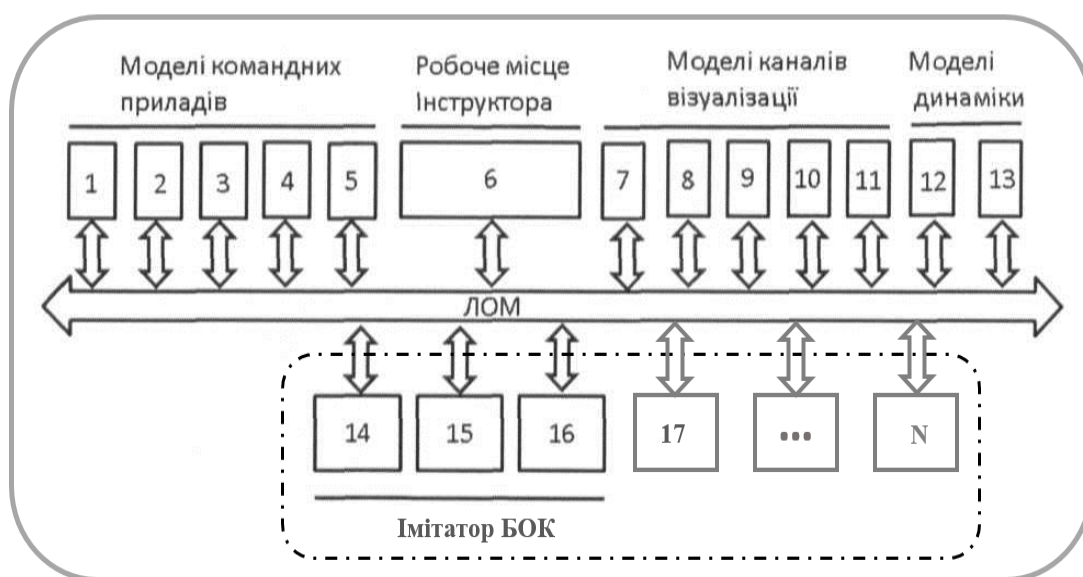 Моделі командних
приладів
Робоче місце
Інструктора
Моделі каналів
візуалізації
Моделі
динаміки
1 2 3 4 5 6 7 8 9 10 11 12 13
ЛОМ
14 15 16 17 ... N
Імітатор БОК